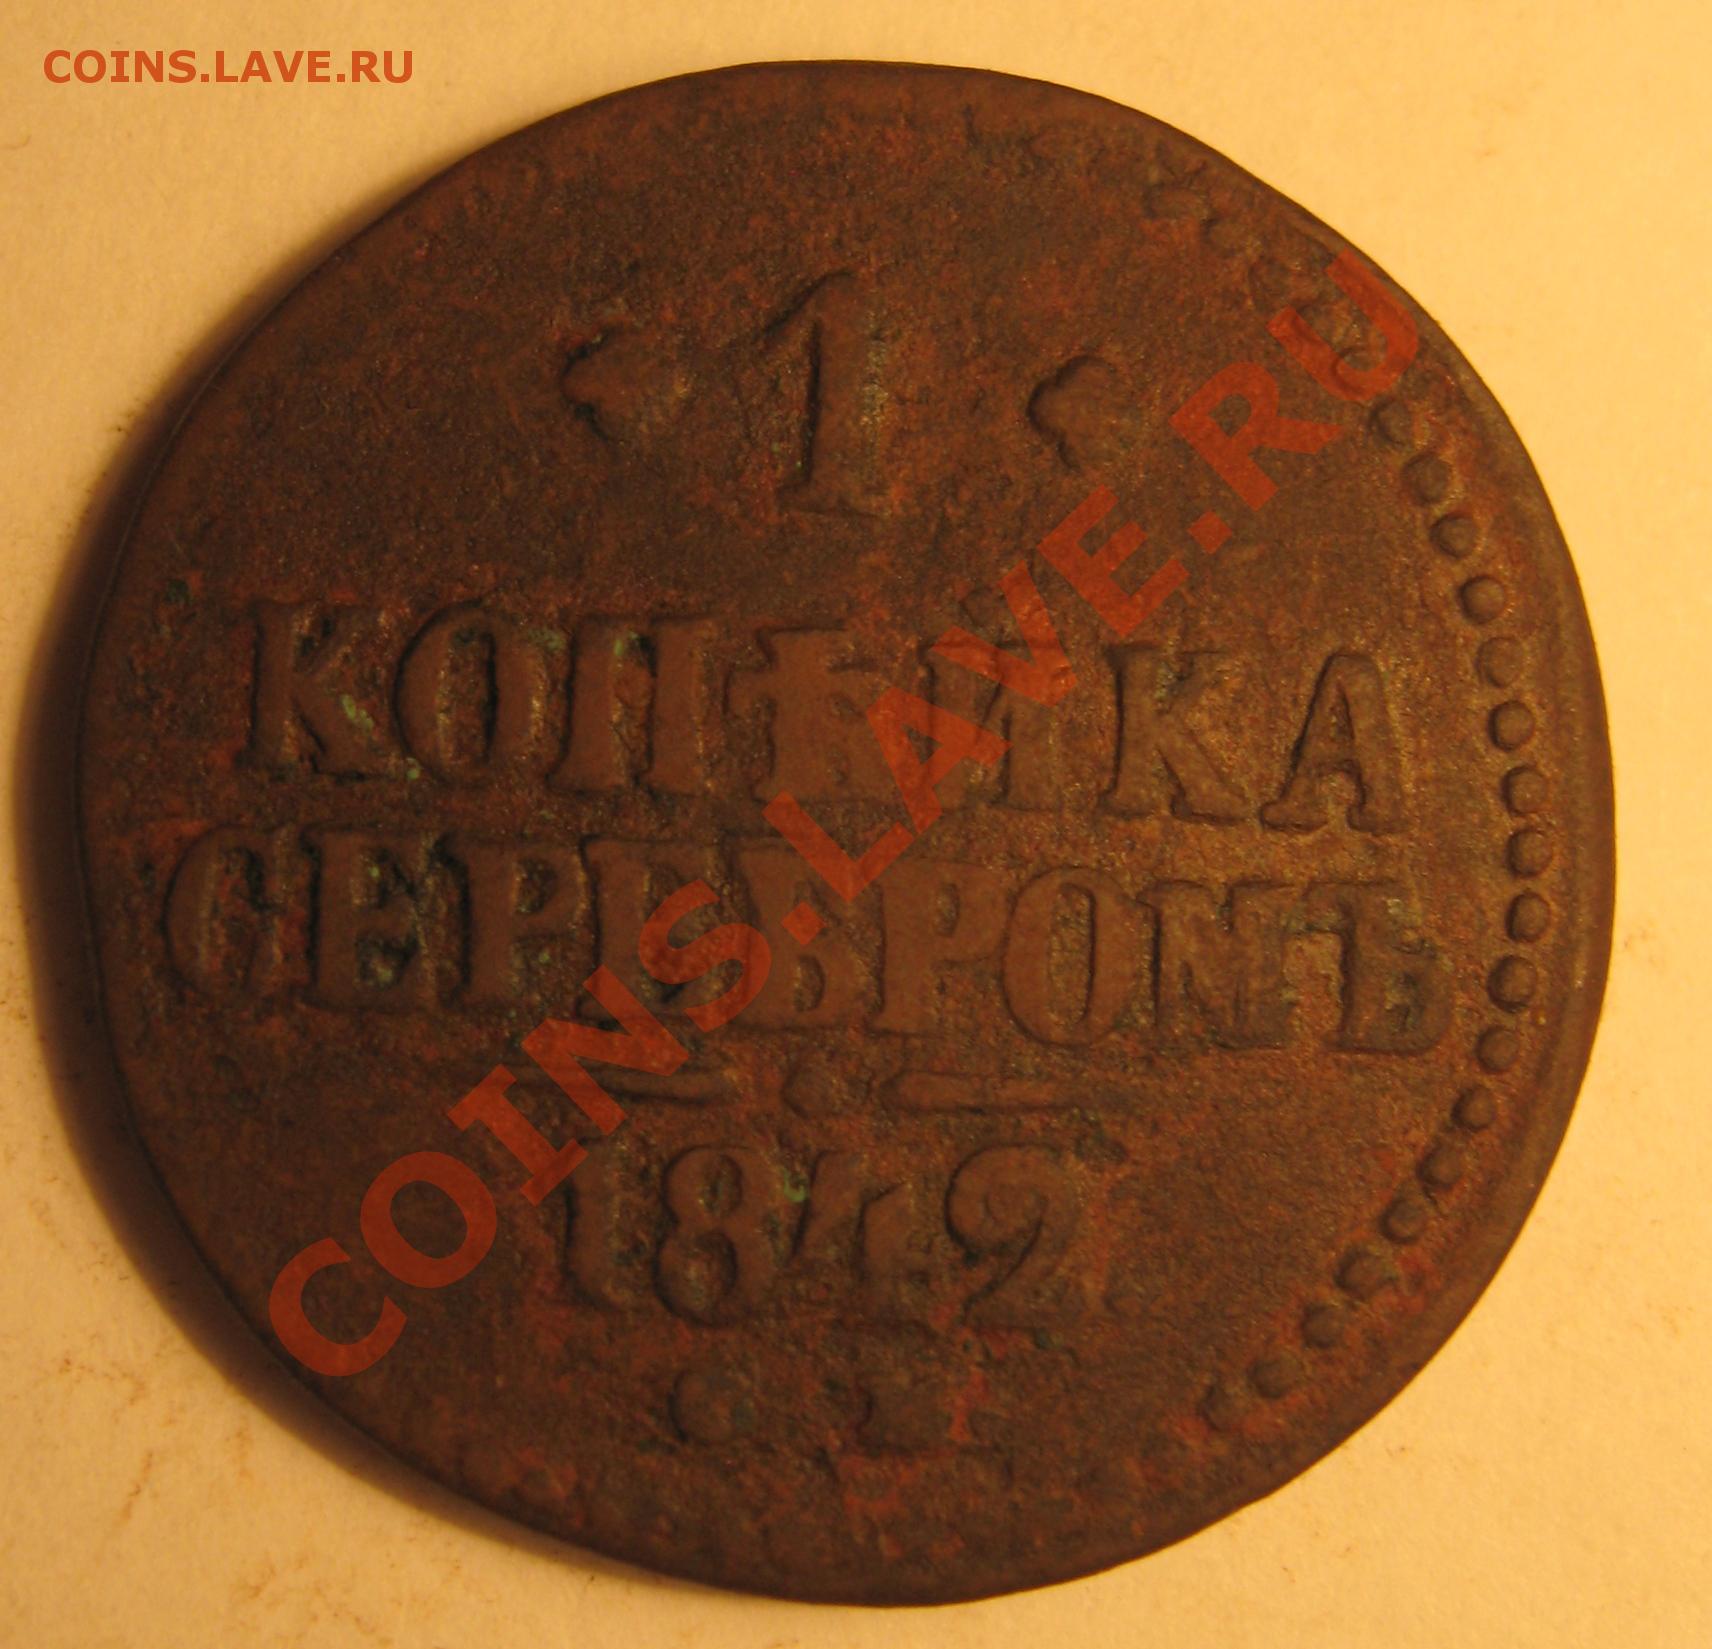 COINS.LAVE.RU
1
КОПѢЙКА
СЕРЕБРОМЪ
1842
COINS.LAVE.RU